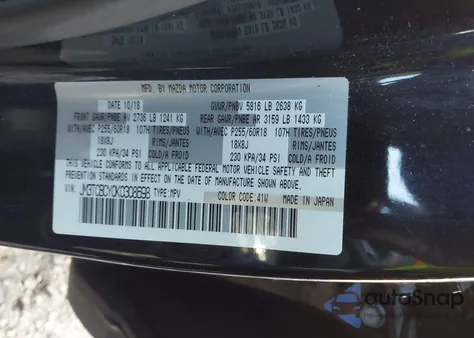 MFD. BY MAZDA MOTOR CORPORATION
DATE 10/18 GVWR/PNBV 5816 LB 2638 KG
FRONT GAWR/PNBE AV 2736 LB 1241 KG REAR GAWR/PNBE AR 3159 LB 1433 KG
WITH/AVEC P255/60R18 107H TIRES/PNEUS WITH/AVEC P255/60R18 107H TIRES/PNEUS
18X8J RIMS/JANTES 18X8J RIMS/JANTES
230 KPA/34 PSI 230 KPA/34 PSI
THIS VEHICLE CONFORMS TO ALL APPLICABLE FEDERAL MOTOR VEHICLE SAFETY, BUMPER, AND THEFT PREVENTION STANDARDS IN EFFECT ON THE DATE OF MANUFACTURE SHOWN ABOVE.
VIN: JM3TCBCYXK0308698 TYPE: MPV COLOR CODE: 41W MADE IN JAPAN
autoSnap